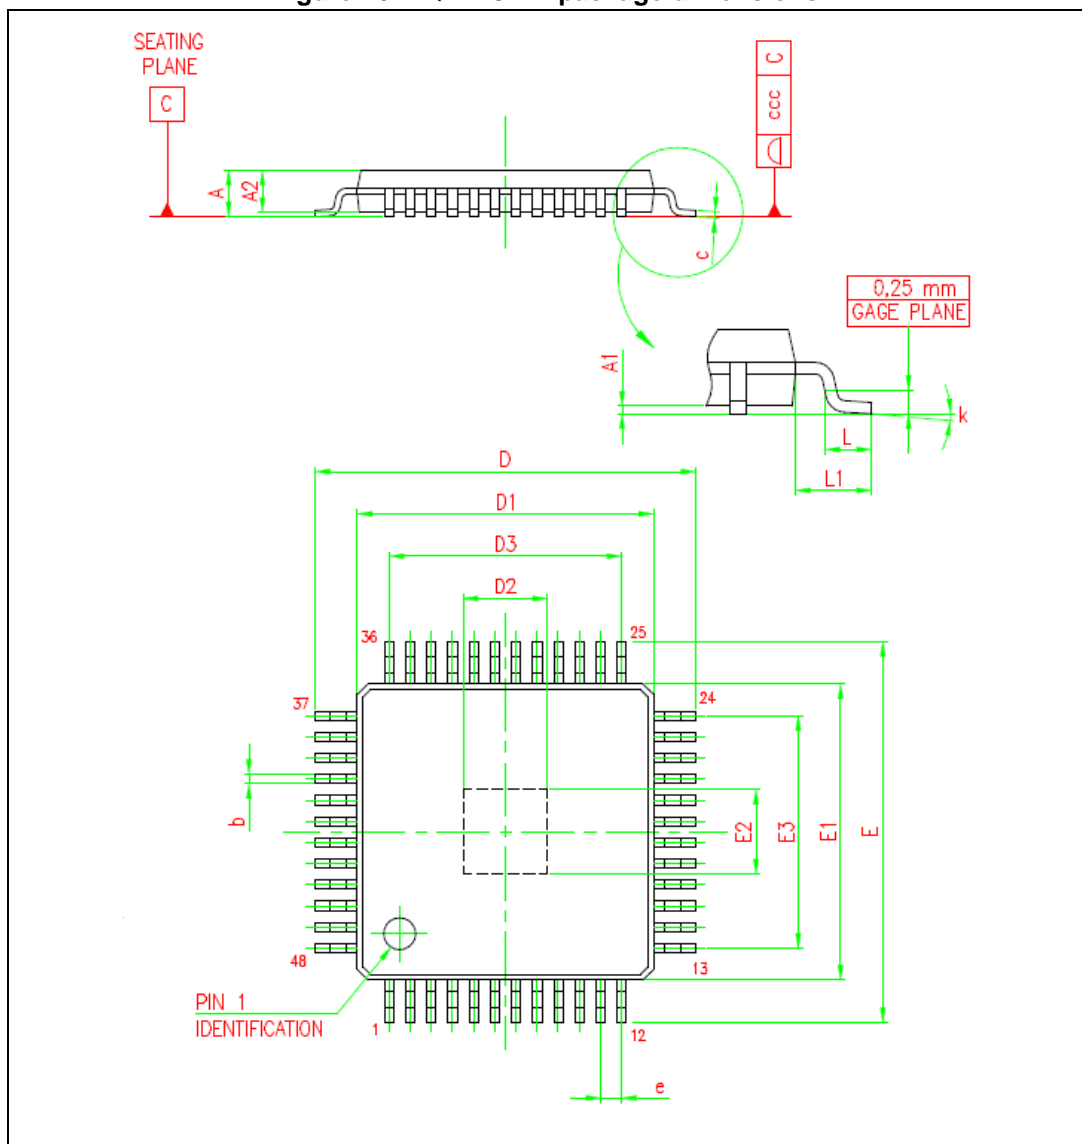 SEATING
PLANE
C
C
ccc
A
A2
c
0,25 mm
GAGE PLANE
A1
k
L
L1
D
D1
D3
D2
36
25
37
24
b
E2
E3
E1
E
48
13
PIN 1
IDENTIFICATION
1
12
e